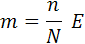 m = n/N E